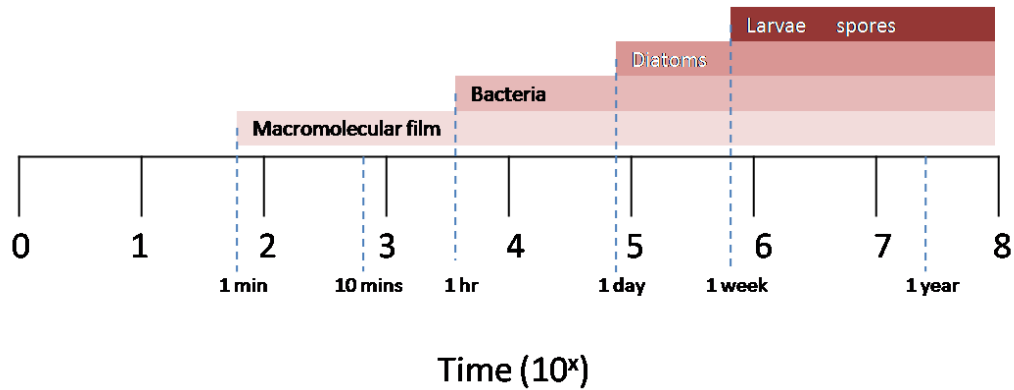 Larvae spores
Diatoms
Bacteria
Macromolecular film
0 1 2 3 4 5 6 7 8
1 min 10 mins 1 hr 1 day 1 week 1 year
Time (10ˣ)